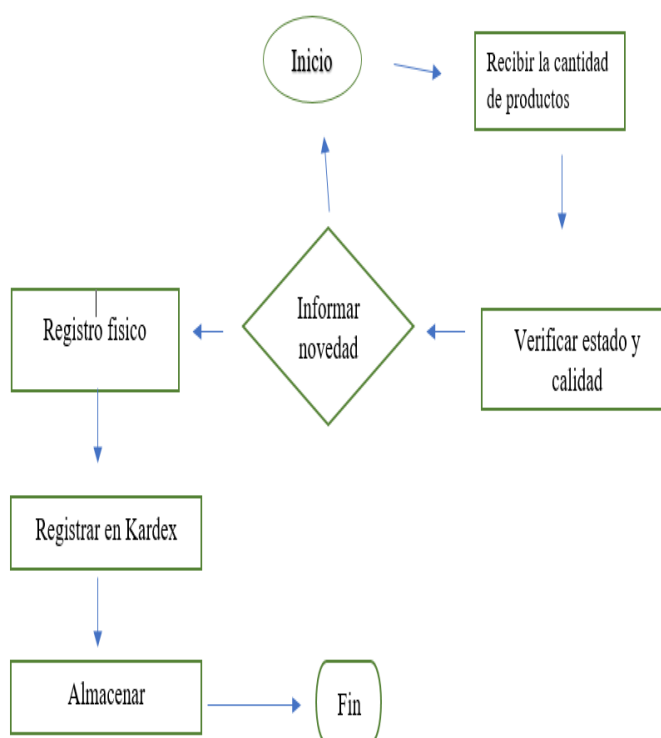 Inicio
Recibir la cantidad
de productos
Verificar estado y
calidad
Informar
novedad
Registro fisico
Registrar en Kardex
Almacenar
Fin